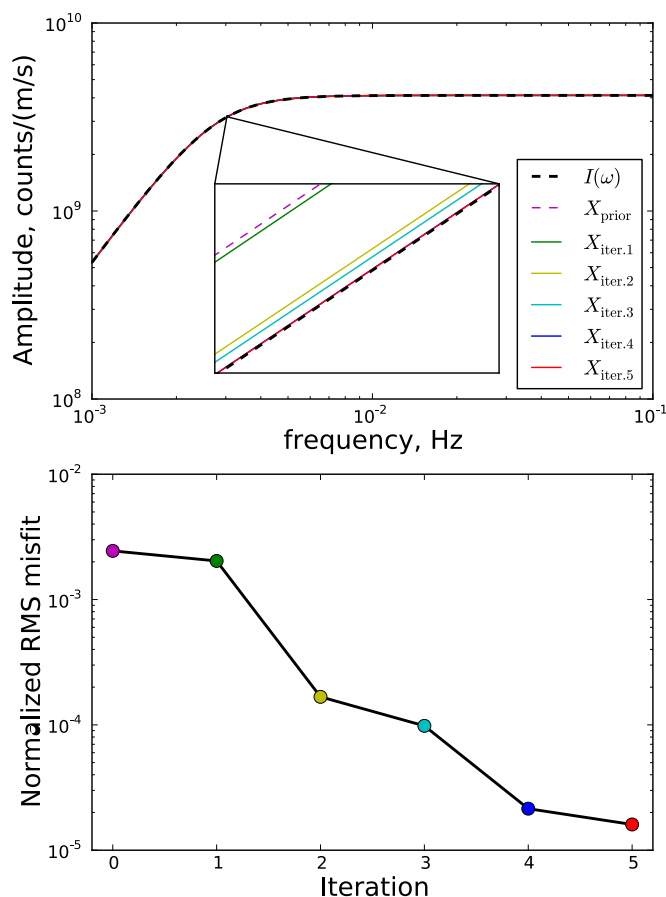 10^10
10^9
10^8
Amplitude, counts/(m/s)
10^-3
10^-2
10^-1
frequency, Hz
I(ω)
X_prior
X_iter.1
X_iter.2
X_iter.3
X_iter.4
X_iter.5
10^-2
10^-3
10^-4
10^-5
Normalized RMS misfit
0 1 2 3 4 5
Iteration